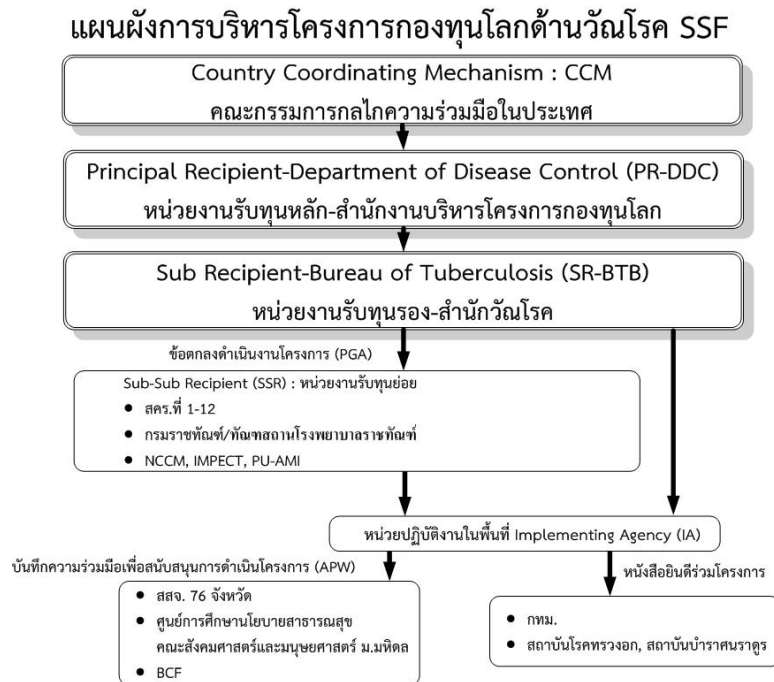 แผนผังการบริหารโครงการกองทุนโลกด้านวัณโรค SSF
Country Coordinating Mechanism : CCM
คณะกรรมการกลไกความร่วมมือในประเทศ
Principal Recipient-Department of Disease Control (PR-DDC)
หน่วยงานรับทุนหลัก-สำนักงานบริหารโครงการกองทุนโลก
Sub Recipient-Bureau of Tuberculosis (SR-BTB)
หน่วยงานรับทุนรอง-สำนักวัณโรค
ข้อตกลงดำเนินงานโครงการ (PGA)
Sub-Sub Recipient (SSR) : หน่วยงานรับทุนย่อย
● สคร.ที่ 1-12
● กรมราชทัณฑ์/ทัณฑสถานโรงพยาบาลราชทัณฑ์
● NCCM, IMPECT, PU-AMI
หน่วยปฏิบัติงานในพื้นที่ Implementing Agency (IA)
บันทึกความร่วมมือเพื่อสนับสนุนการดำเนินโครงการ (APW)
● สสจ. 76 จังหวัด
● ศูนย์การศึกษานโยบายสาธารณสุข
คณะสังคมศาสตร์และมนุษยศาสตร์ ม.มหิดล
● BCF
หนังสือยินดีร่วมโครงการ
● กทม.
● สถาบันโรคทรวงอก, สถาบันบำราศนราดูร